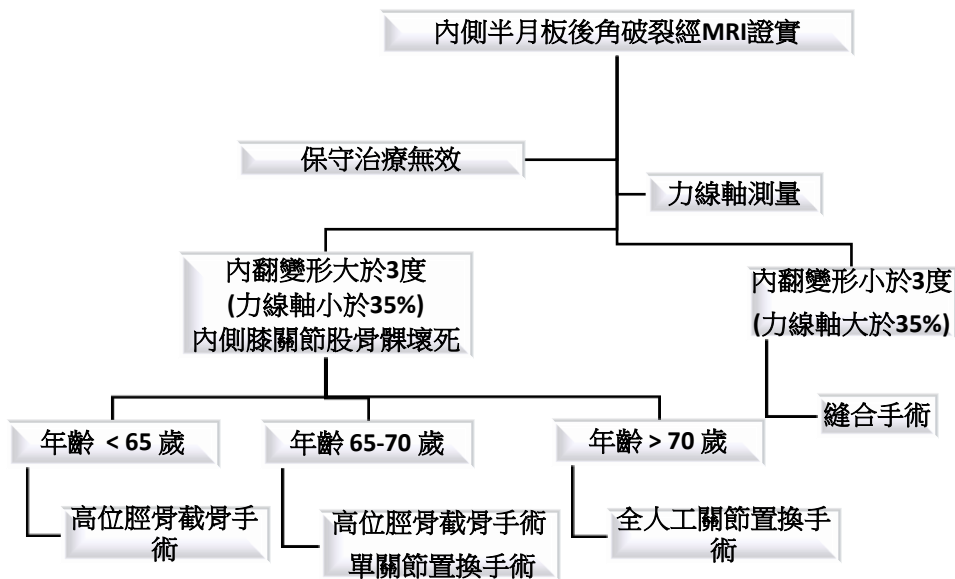 內側半月板後角破裂經MRI證實
保守治療無效
力線軸測量
內翻變形大於3度
(力線軸小於35%)
內側膝關節股骨髁壞死
內翻變形小於3度
(力線軸大於35%)
縫合手術
年齡 < 65 歲
年齡 65-70 歲
年齡 > 70 歲
高位脛骨截骨手
術
高位脛骨截骨手術
單關節置換手術
全人工關節置換手
術